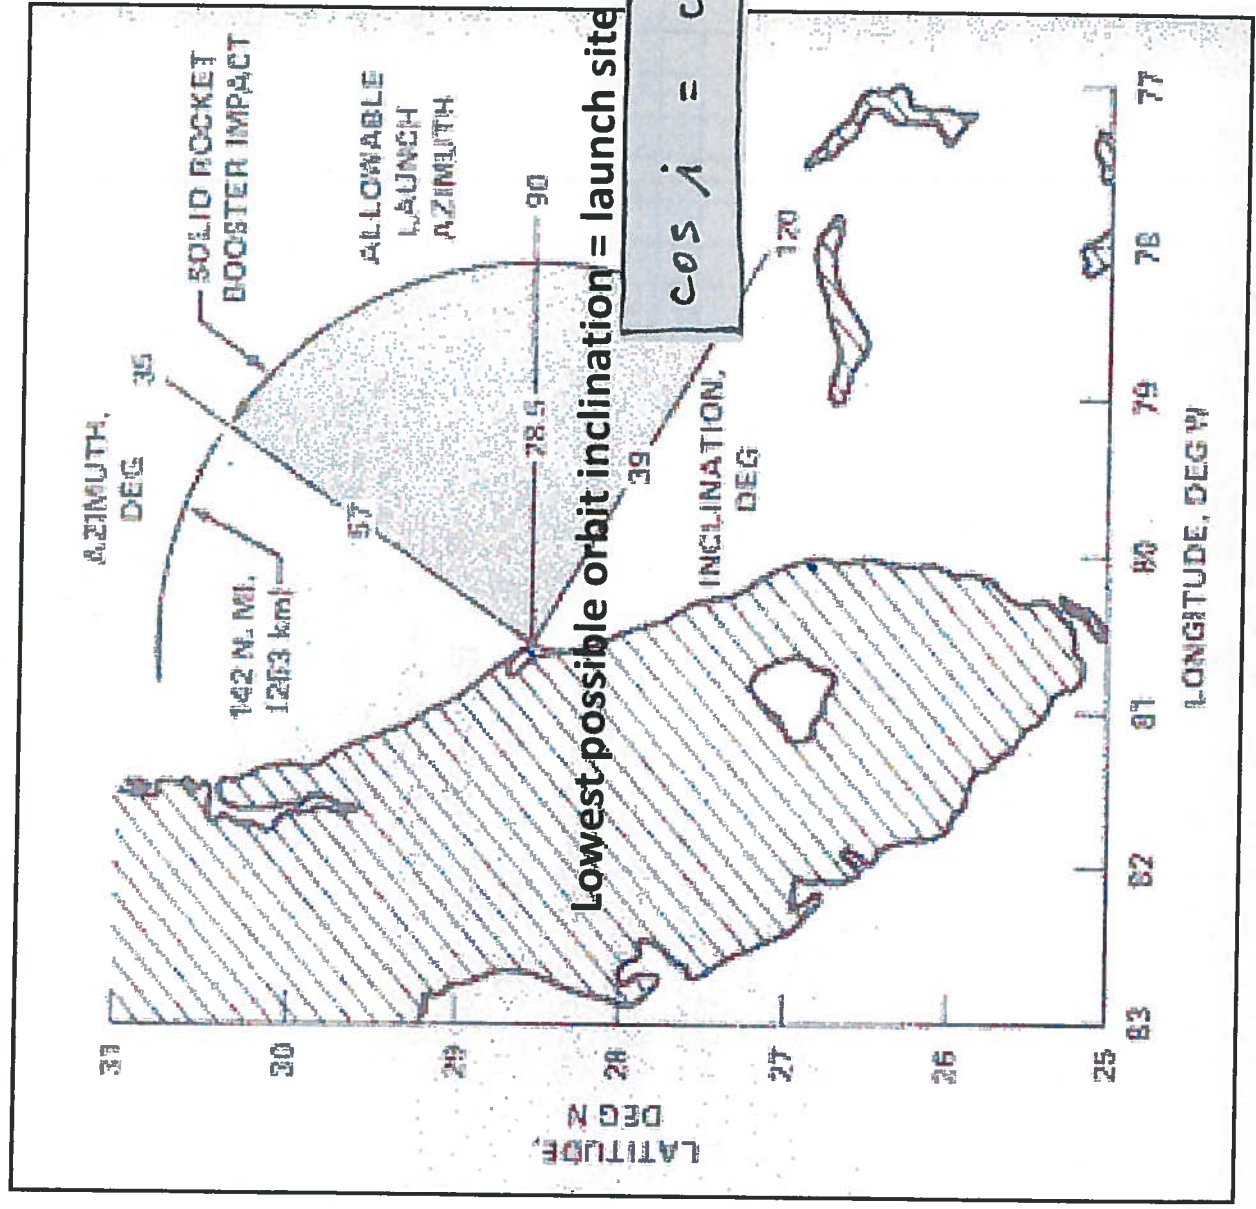 AZIMUTH,
DEG
35
SOLID ROCKET
BOOSTER IMPACT
142 N. MI.
(263 km)
ALLOWABLE
LAUNCH
AZIMUTH
57
90
28.5
Lowest possible orbit inclination = launch site
cos i = c
39
120
INCLINATION,
DEG
LATITUDE,
DEG N
31
30
29
28
27
26
25
83
82
81
80
79
78
77
LONGITUDE, DEG W